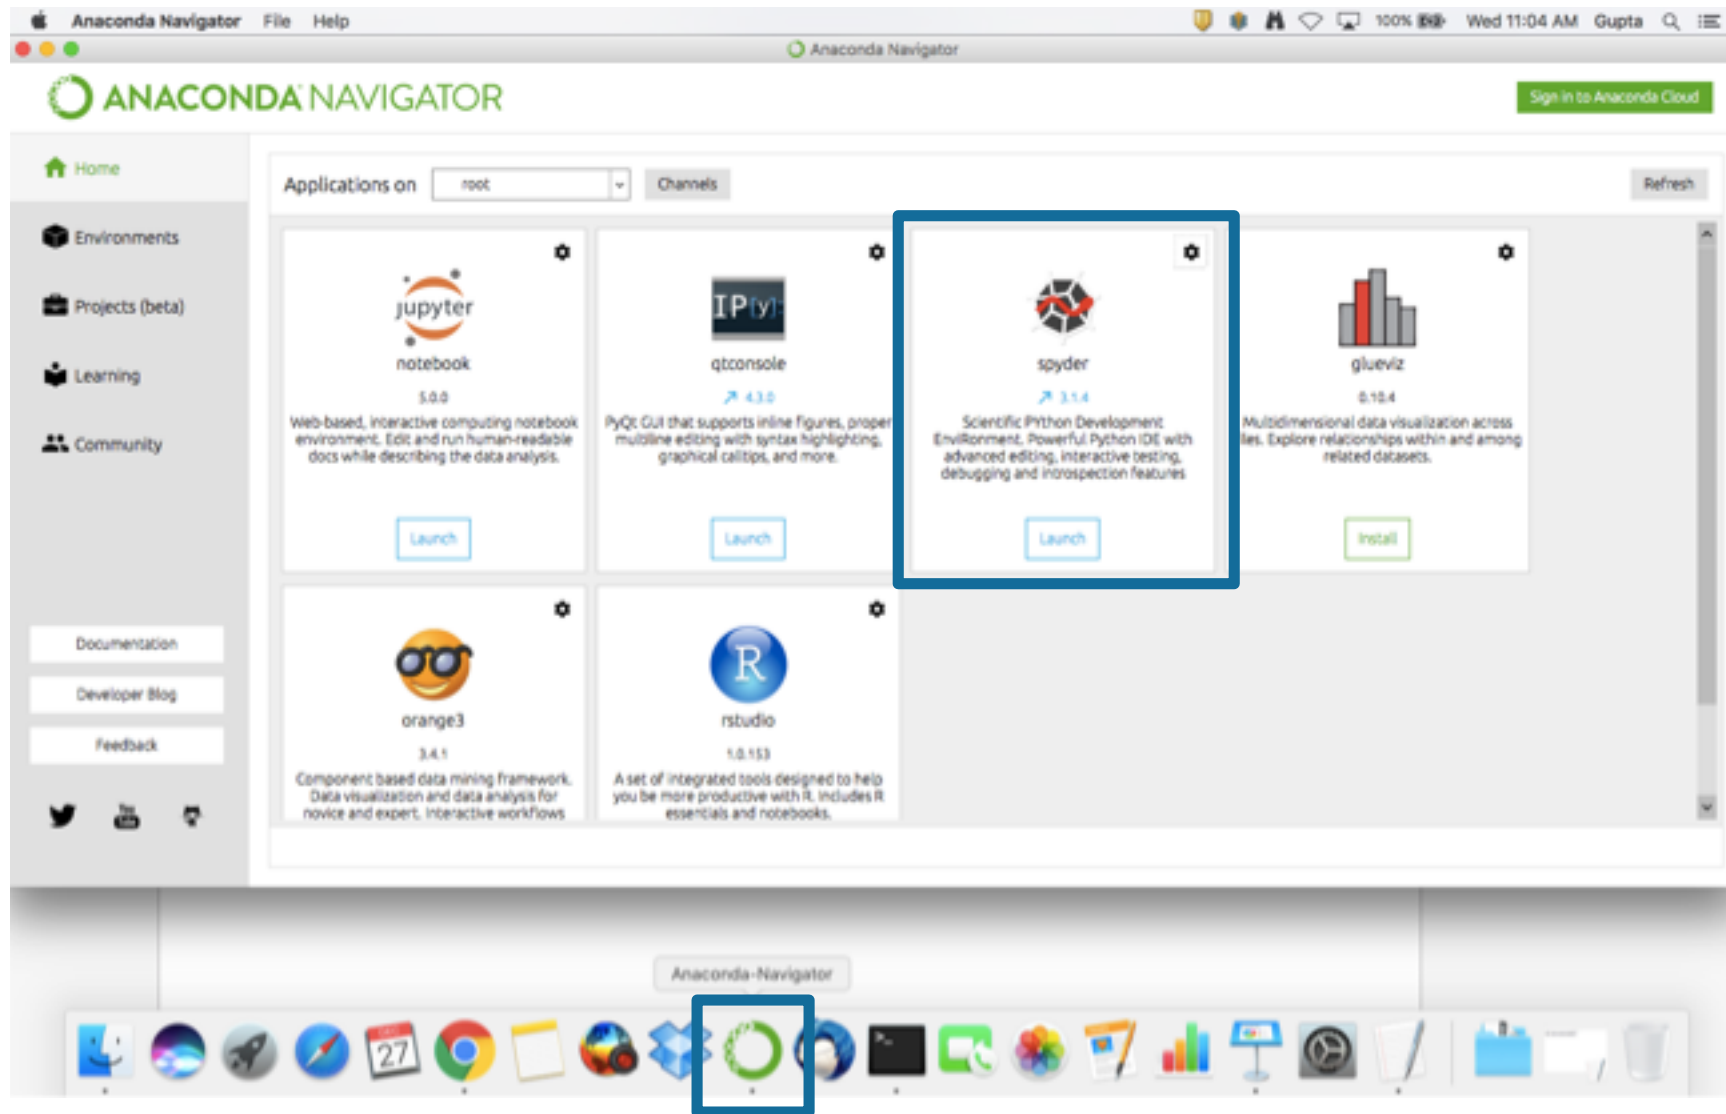 Anaconda Navigator File Help 100% Wed 11:04 AM Gupta
Anaconda Navigator
ANACONDA NAVIGATOR
Sign in to Anaconda Cloud
Home
Environments
Projects (beta)
Learning
Community
Documentation
Developer Blog
Feedback
You
Tube
Applications on root Channels Refresh
jupyter
notebook
5.0.0
Web-based, interactive computing notebook
environment. Edit and run human-readable
docs while describing the data analysis.
Launch
IP[y]:
qtconsole
4.3.0
PyQt GUI that supports inline figures, proper
multiline editing with syntax highlighting,
graphical calltips, and more.
Launch
spyder
3.1.4
Scientific PYthon Development
EnviRonment. Powerful Python IDE with
advanced editing, interactive testing,
debugging and introspection features
Launch
glueviz
0.10.4
Multidimensional data visualization across
les. Explore relationships within and among
related datasets.
Install
orange3
3.4.1
Component based data mining framework.
Data visualization and data analysis for
novice and expert. Interactive workflows
R
rstudio
1.0.153
A set of integrated tools designed to help
you be more productive with R. Includes R
essentials and notebooks.
Anaconda-Navigator
DEC
27